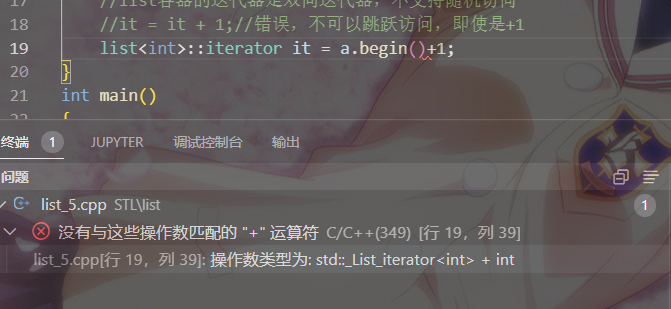 17 //list容器的迭代器是双向迭代器，不支持随机访问
18 //it = it + 1;//错误，不可以跳跃访问，即使是+1
19 list<int>::iterator it = a.begin()+1;
20 }
21 int main()
22 {
终端 1 JUPYTER 调试控制台 输出
问题
list_5.cpp STL\list 1
没有与这些操作数匹配的 "+" 运算符 C/C++(349) [行 19，列 39]
list_5.cpp[行 19，列 39]: 操作数类型为: std::_List_iterator<int> + int